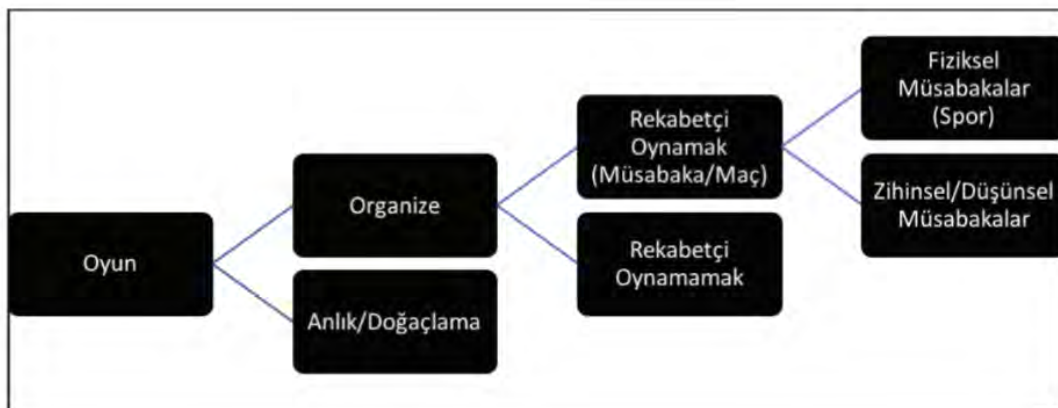 Oyun
Organize
Anlık/Doğaçlama
Rekabetçi
Oynamak
(Müsabaka/Maç)
Rekabetçi
Oynamamak
Fiziksel
Müsabakalar
(Spor)
Zihinsel/Düşünsel
Müsabakalar